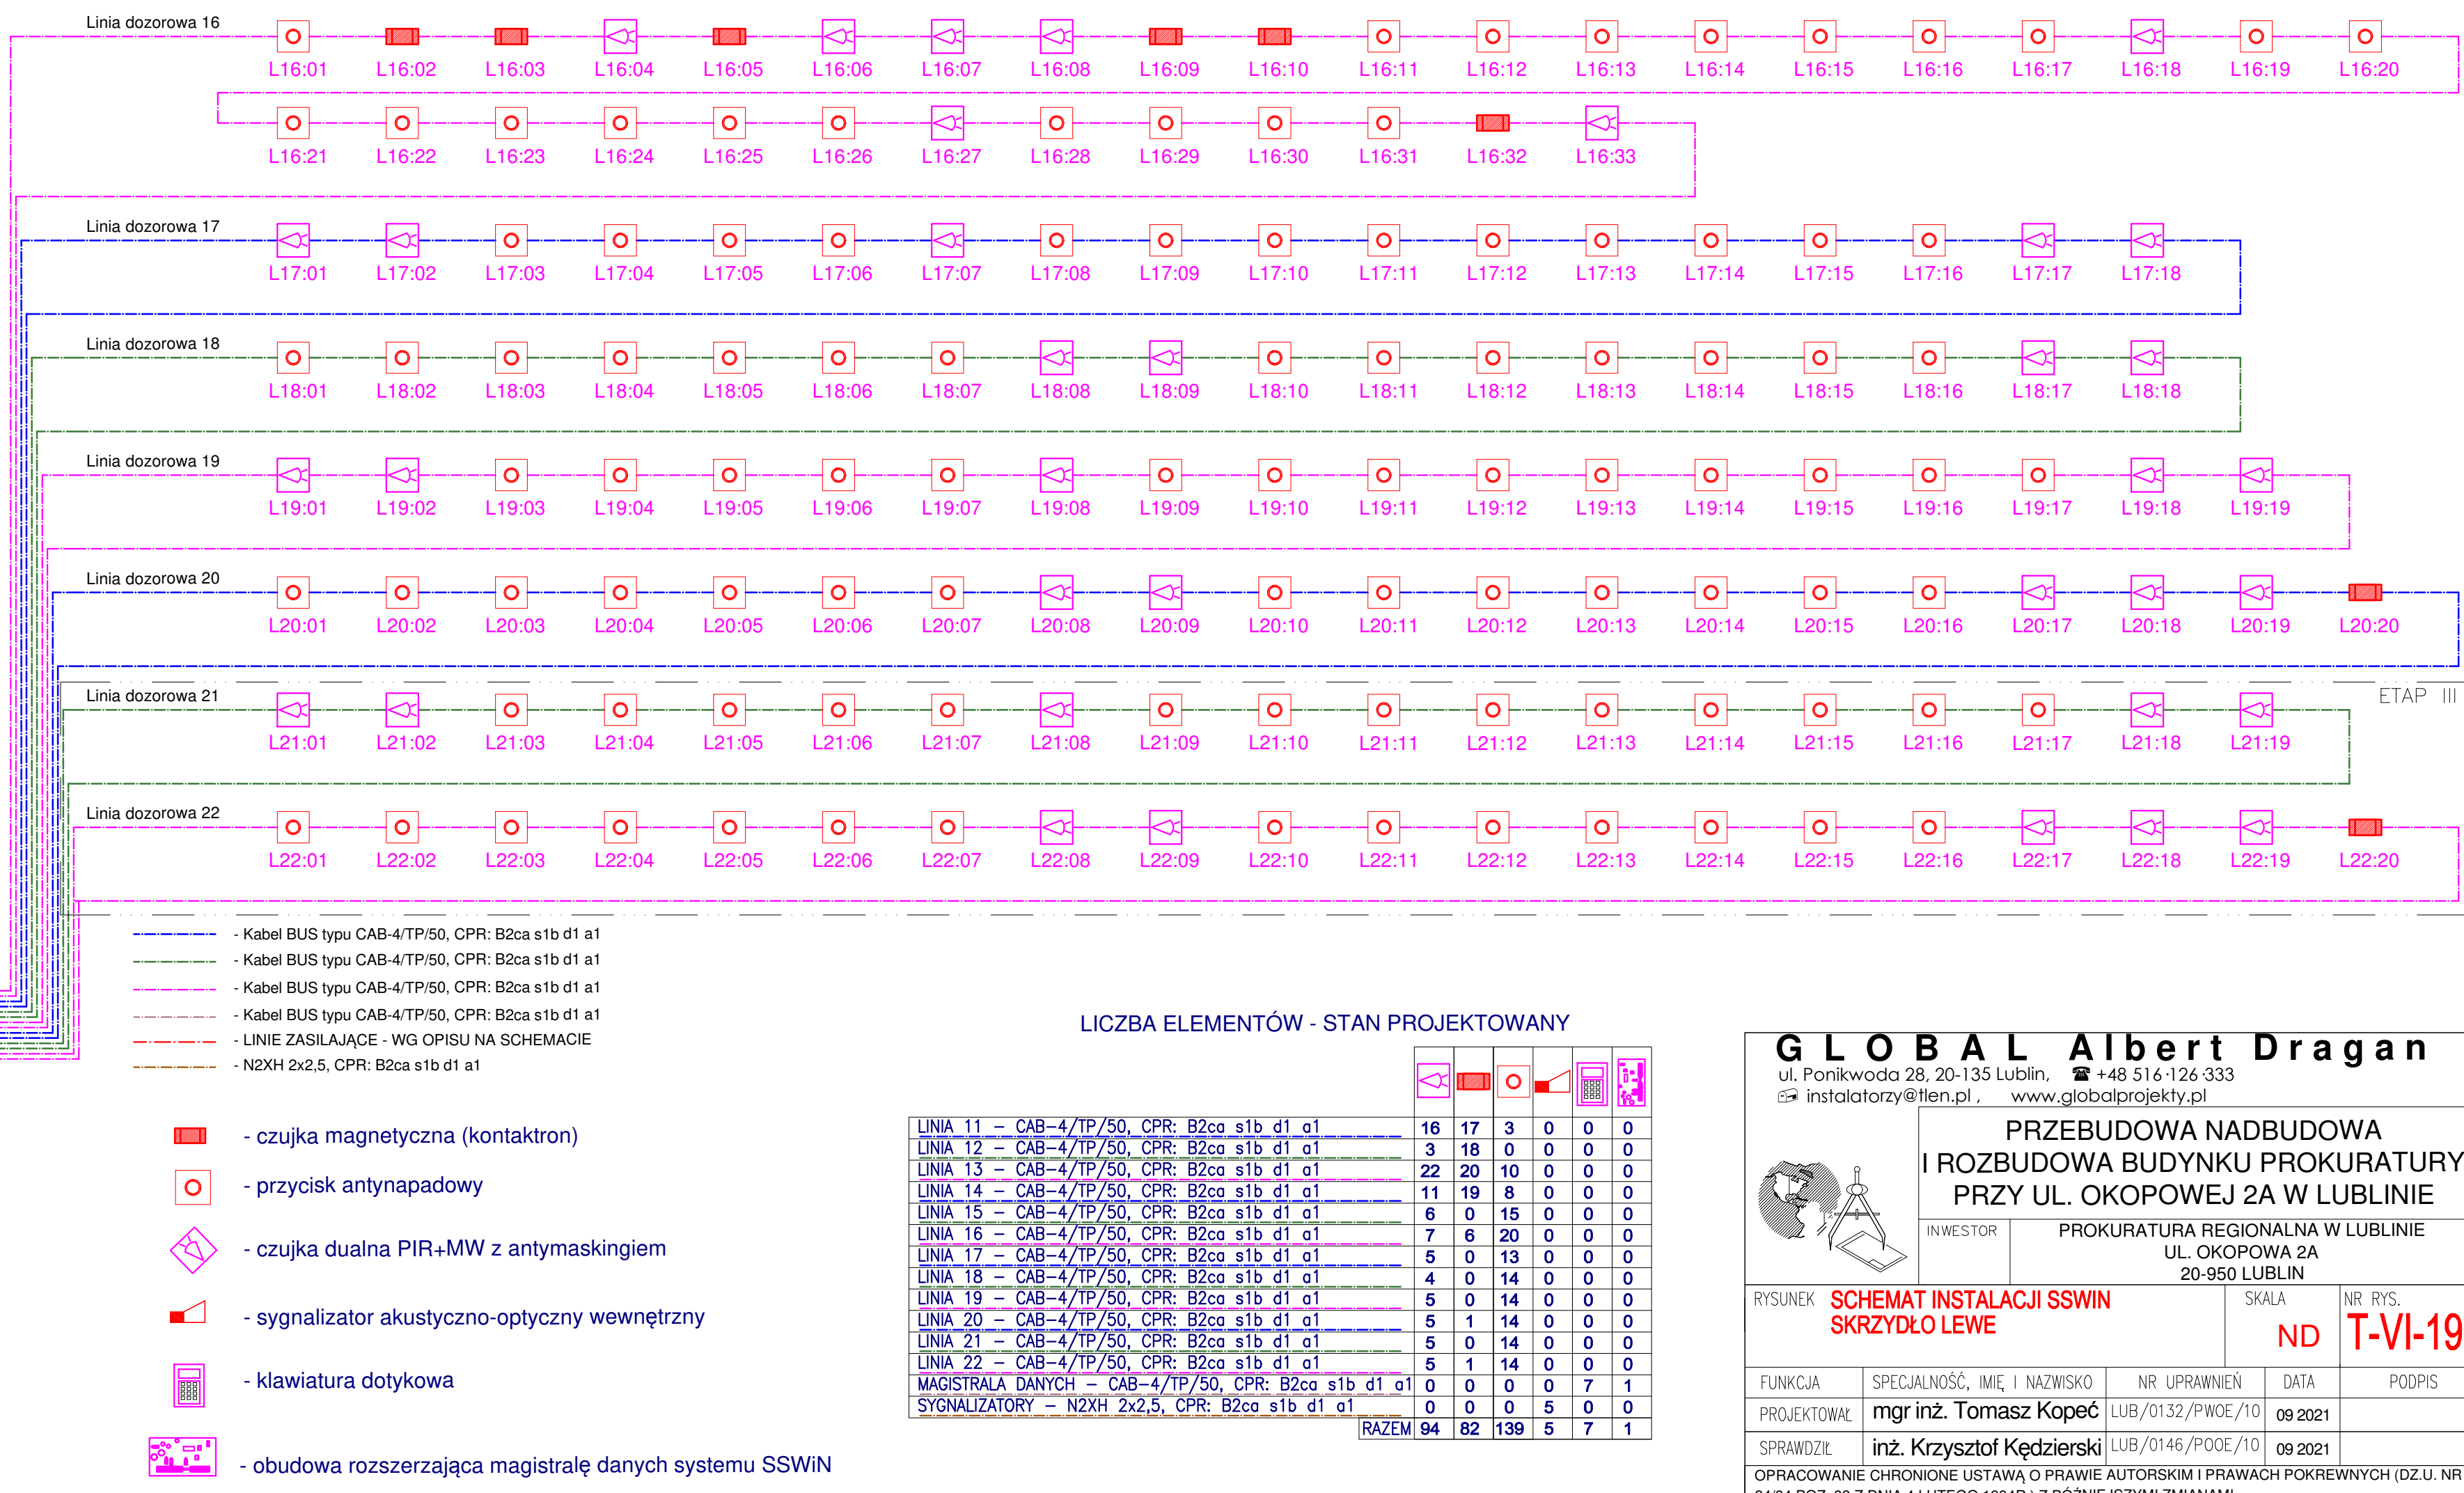 Linia dozorowa 16
L16:01 L16:02 L16:03 L16:04 L16:05 L16:06 L16:07 L16:08 L16:09 L16:10 L16:11 L16:12 L16:13 L16:14 L16:15 L16:16 L16:17 L16:18 L16:19 L16:20
L16:21 L16:22 L16:23 L16:24 L16:25 L16:26 L16:27 L16:28 L16:29 L16:30 L16:31 L16:32 L16:33
Linia dozorowa 17
L17:01 L17:02 L17:03 L17:04 L17:05 L17:06 L17:07 L17:08 L17:09 L17:10 L17:11 L17:12 L17:13 L17:14 L17:15 L17:16 L17:17 L17:18
Linia dozorowa 18
L18:01 L18:02 L18:03 L18:04 L18:05 L18:06 L18:07 L18:08 L18:09 L18:10 L18:11 L18:12 L18:13 L18:14 L18:15 L18:16 L18:17 L18:18
Linia dozorowa 19
L19:01 L19:02 L19:03 L19:04 L19:05 L19:06 L19:07 L19:08 L19:09 L19:10 L19:11 L19:12 L19:13 L19:14 L19:15 L19:16 L19:17 L19:18 L19:19
Linia dozorowa 20
L20:01 L20:02 L20:03 L20:04 L20:05 L20:06 L20:07 L20:08 L20:09 L20:10 L20:11 L20:12 L20:13 L20:14 L20:15 L20:16 L20:17 L20:18 L20:19 L20:20
Linia dozorowa 21
ETAP III
L21:01 L21:02 L21:03 L21:04 L21:05 L21:06 L21:07 L21:08 L21:09 L21:10 L21:11 L21:12 L21:13 L21:14 L21:15 L21:16 L21:17 L21:18 L21:19
Linia dozorowa 22
L22:01 L22:02 L22:03 L22:04 L22:05 L22:06 L22:07 L22:08 L22:09 L22:10 L22:11 L22:12 L22:13 L22:14 L22:15 L22:16 L22:17 L22:18 L22:19 L22:20
- Kabel BUS typu CAB-4/TP/50, CPR: B2ca s1b d1 a1
- Kabel BUS typu CAB-4/TP/50, CPR: B2ca s1b d1 a1
- Kabel BUS typu CAB-4/TP/50, CPR: B2ca s1b d1 a1
- Kabel BUS typu CAB-4/TP/50, CPR: B2ca s1b d1 a1
- LINIE ZASILAJĄCE - WG OPISU NA SCHEMACIE
- N2XH 2x2,5, CPR: B2ca s1b d1 a1
- czujka magnetyczna (kontaktron)
- przycisk antynapadowy
- czujka dualna PIR+MW z antymaskingiem
- sygnalizator akustyczno-optyczny wewnętrzny
- klawiatura dotykowa
- obudowa rozszerzająca magistralę danych systemu SSWiN
LICZBA ELEMENTÓW - STAN PROJEKTOWANY
LINIA 11 – CAB–4/TP/50, CPR: B2ca s1b d1 a1 16 17 3 0 0 0
LINIA 12 – CAB–4/TP/50, CPR: B2ca s1b d1 a1 3 18 0 0 0 0
LINIA 13 – CAB–4/TP/50, CPR: B2ca s1b d1 a1 22 20 10 0 0 0
LINIA 14 – CAB–4/TP/50, CPR: B2ca s1b d1 a1 11 19 8 0 0 0
LINIA 15 – CAB–4/TP/50, CPR: B2ca s1b d1 a1 6 0 15 0 0 0
LINIA 16 – CAB–4/TP/50, CPR: B2ca s1b d1 a1 7 6 20 0 0 0
LINIA 17 – CAB–4/TP/50, CPR: B2ca s1b d1 a1 5 0 13 0 0 0
LINIA 18 – CAB–4/TP/50, CPR: B2ca s1b d1 a1 4 0 14 0 0 0
LINIA 19 – CAB–4/TP/50, CPR: B2ca s1b d1 a1 5 0 14 0 0 0
LINIA 20 – CAB–4/TP/50, CPR: B2ca s1b d1 a1 5 1 14 0 0 0
LINIA 21 – CAB–4/TP/50, CPR: B2ca s1b d1 a1 5 0 14 0 0 0
LINIA 22 – CAB–4/TP/50, CPR: B2ca s1b d1 a1 5 1 14 0 0 0
MAGISTRALA DANYCH – CAB–4/TP/50, CPR: B2ca s1b d1 a1 0 0 0 0 7 1
SYGNALIZATORY – N2XH 2x2,5, CPR: B2ca s1b d1 a1 0 0 0 5 0 0
RAZEM 94 82 139 5 7 1
GLOBAL Albert Dragan
ul. Ponikwoda 28, 20-135 Lublin, ☎ +48 516·126·333
instalatorzy@tlen.pl , www.globalprojekty.pl
PRZEBUDOWA NADBUDOWA
I ROZBUDOWA BUDYNKU PROKURATURY
PRZY UL. OKOPOWEJ 2A W LUBLINIE
INWESTOR PROKURATURA REGIONALNA W LUBLINIE
UL. OKOPOWA 2A
20-950 LUBLIN
RYSUNEK SCHEMAT INSTALACJI SSWIN
SKRZYDŁO LEWE
SKALA
ND
NR RYS.
T-VI-19
FUNKCJA SPECJALNOŚĆ, IMIĘ I NAZWISKO NR UPRAWNIEŃ DATA PODPIS
PROJEKTOWAŁ mgr inż. Tomasz Kopeć LUB/0132/PWOE/10 09 2021
SPRAWDZIŁ inż. Krzysztof Kędzierski LUB/0146/POOE/10 09 2021
OPRACOWANIE CHRONIONE USTAWĄ O PRAWIE AUTORSKIM I PRAWACH POKREWNYCH (DZ.U. NR